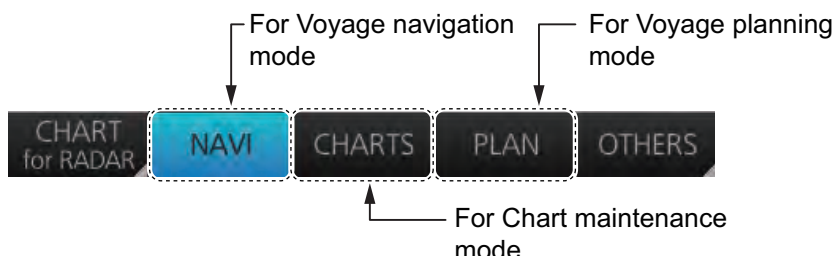 For Voyage navigation
mode
For Voyage planning
mode
CHART
for RADAR
NAVI
CHARTS
PLAN
OTHERS
For Chart maintenance
mode